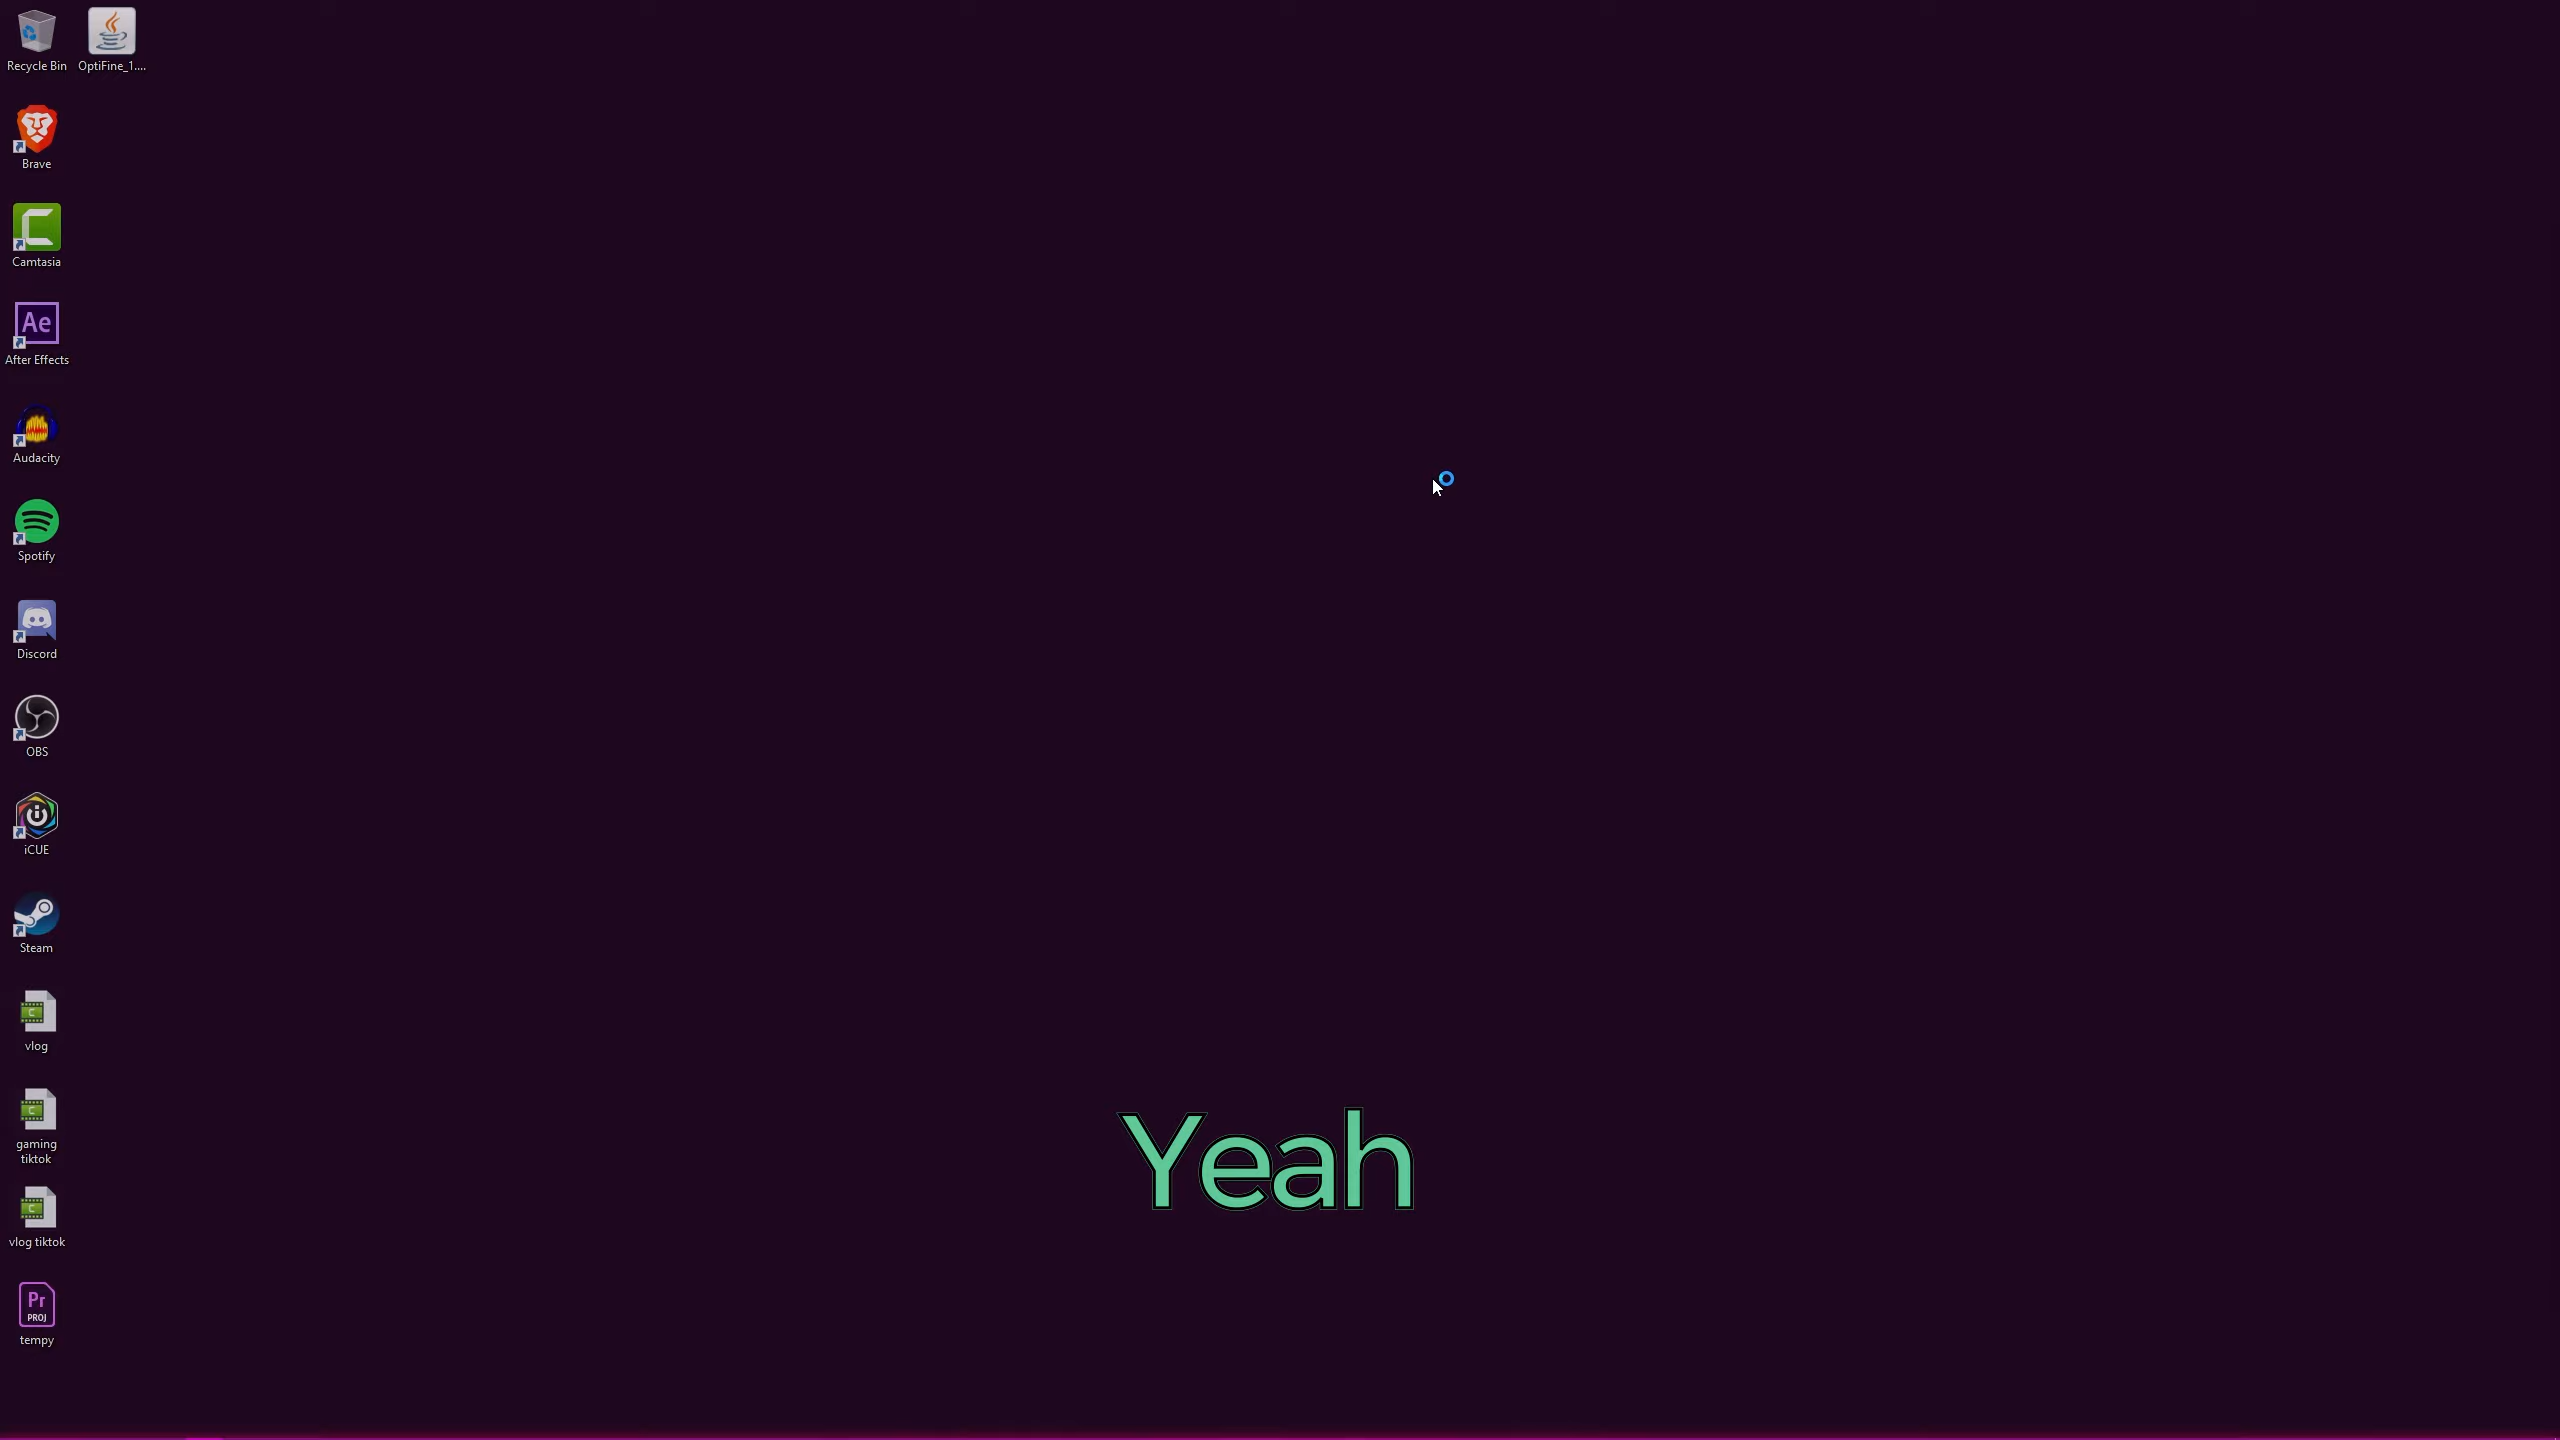 Recycle Bin
OptiFine_1....
Brave
Camtasia
Ae
After Effects
Audacity
Spotify
Discord
OBS
iCUE
Steam
C
vlog
C
gaming
tiktok
C
vlog tiktok
Pr
PROJ
tempy
Yeah